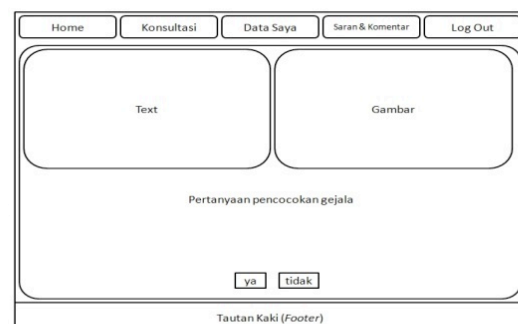 Home Konsultasi Data Saya Saran & Komentar Log Out
Text Gambar
Pertanyaan pencocokan gejala
ya tidak
Tautan Kaki (Footer)